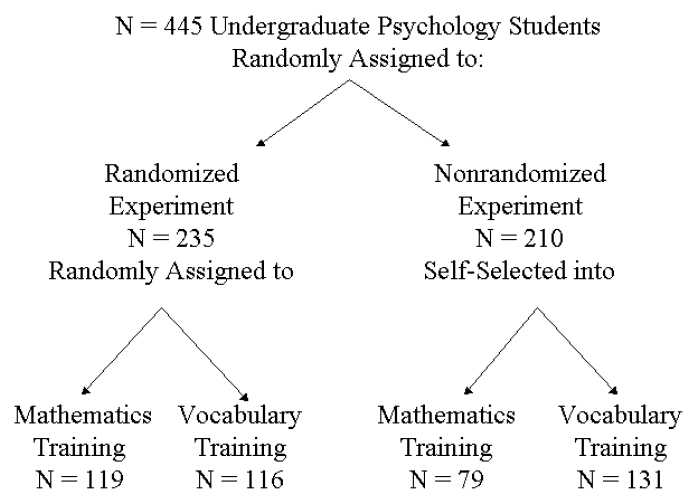 N = 445 Undergraduate Psychology Students
Randomly Assigned to:
Randomized
Experiment
N = 235
Randomly Assigned to
Nonrandomized
Experiment
N = 210
Self-Selected into
Mathematics
Training
N = 119
Vocabulary
Training
N = 116
Mathematics
Training
N = 79
Vocabulary
Training
N = 131